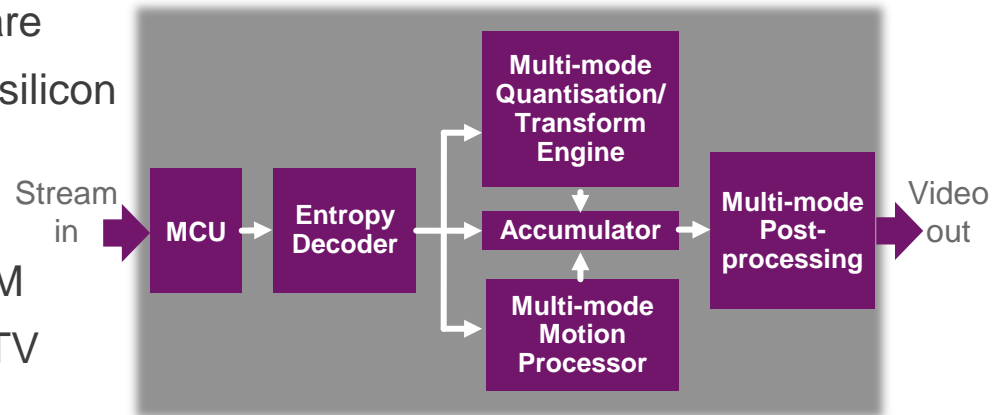 silicon
TV
Stream
in
MCU
Entropy
Decoder
Multi-mode
Quantisation/
Transform
Engine
Accumulator
Multi-mode
Motion
Processor
Multi-mode
Post-
processing
Video
out